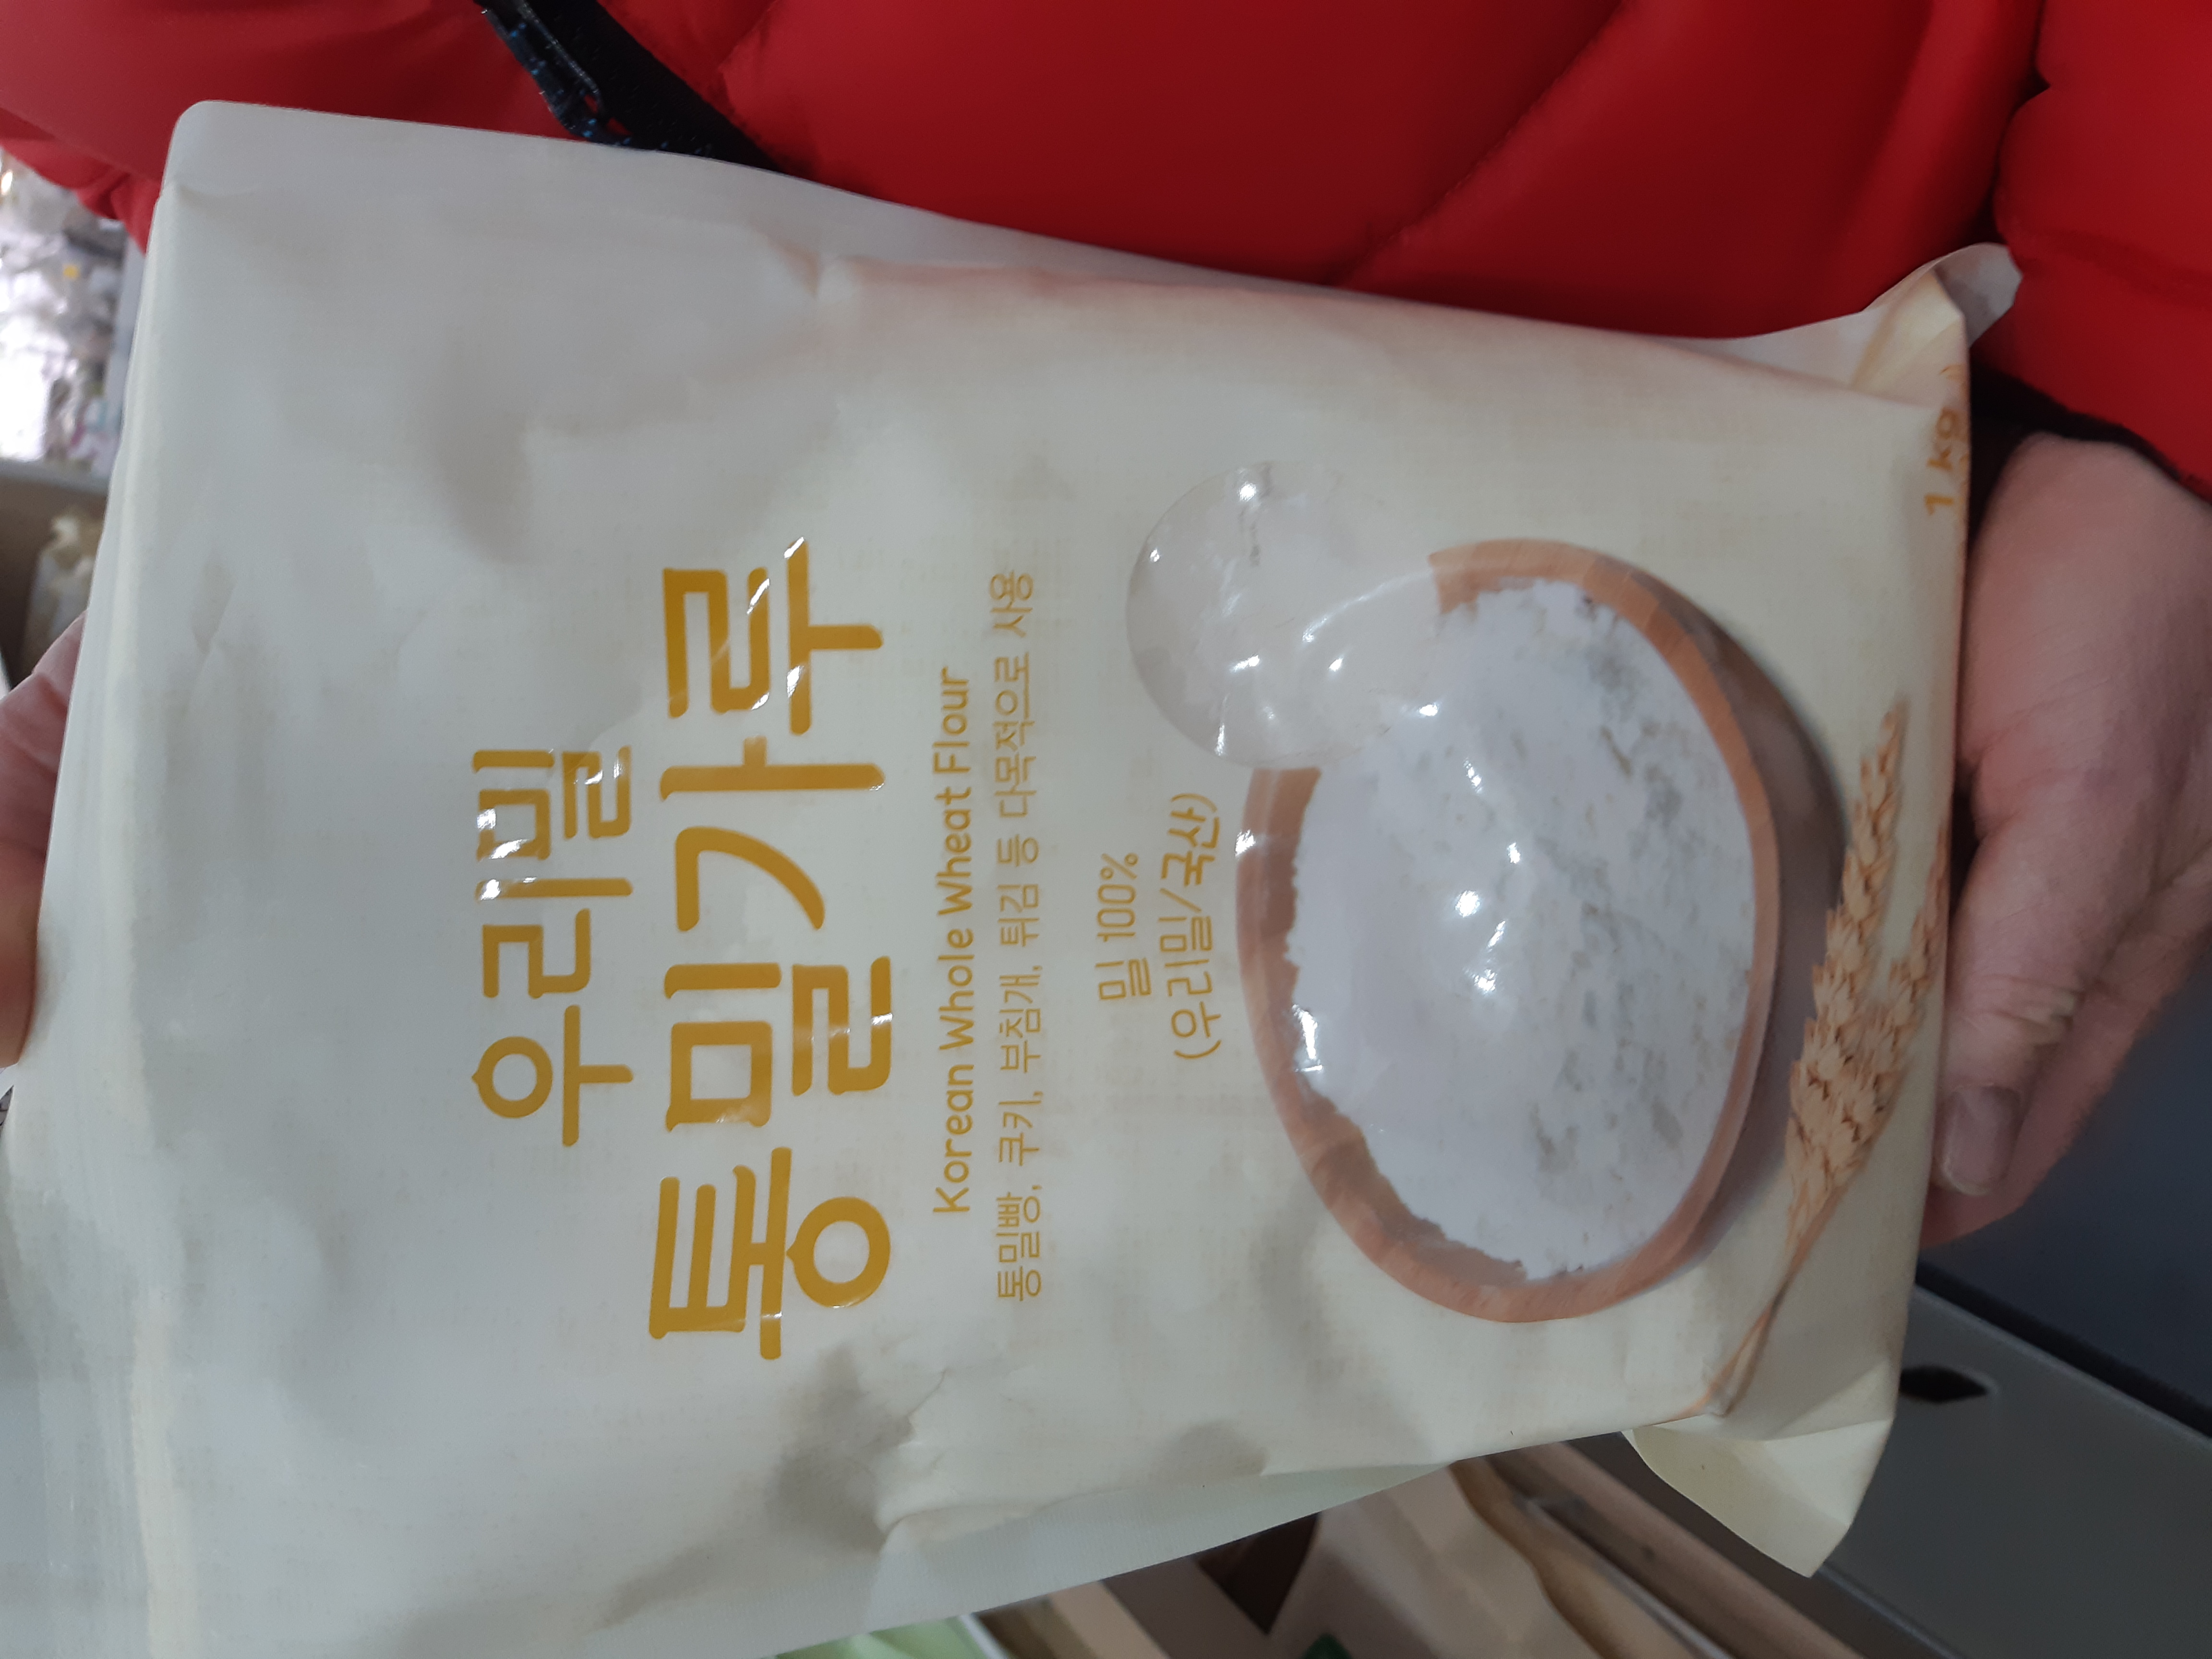 우리밀
통밀가루
Korean Whole Wheat Flour
통밀빵, 쿠키, 부침개, 튀김 등 다목적으로 사용
밀 100%
(우리밀/국산)
1 kg